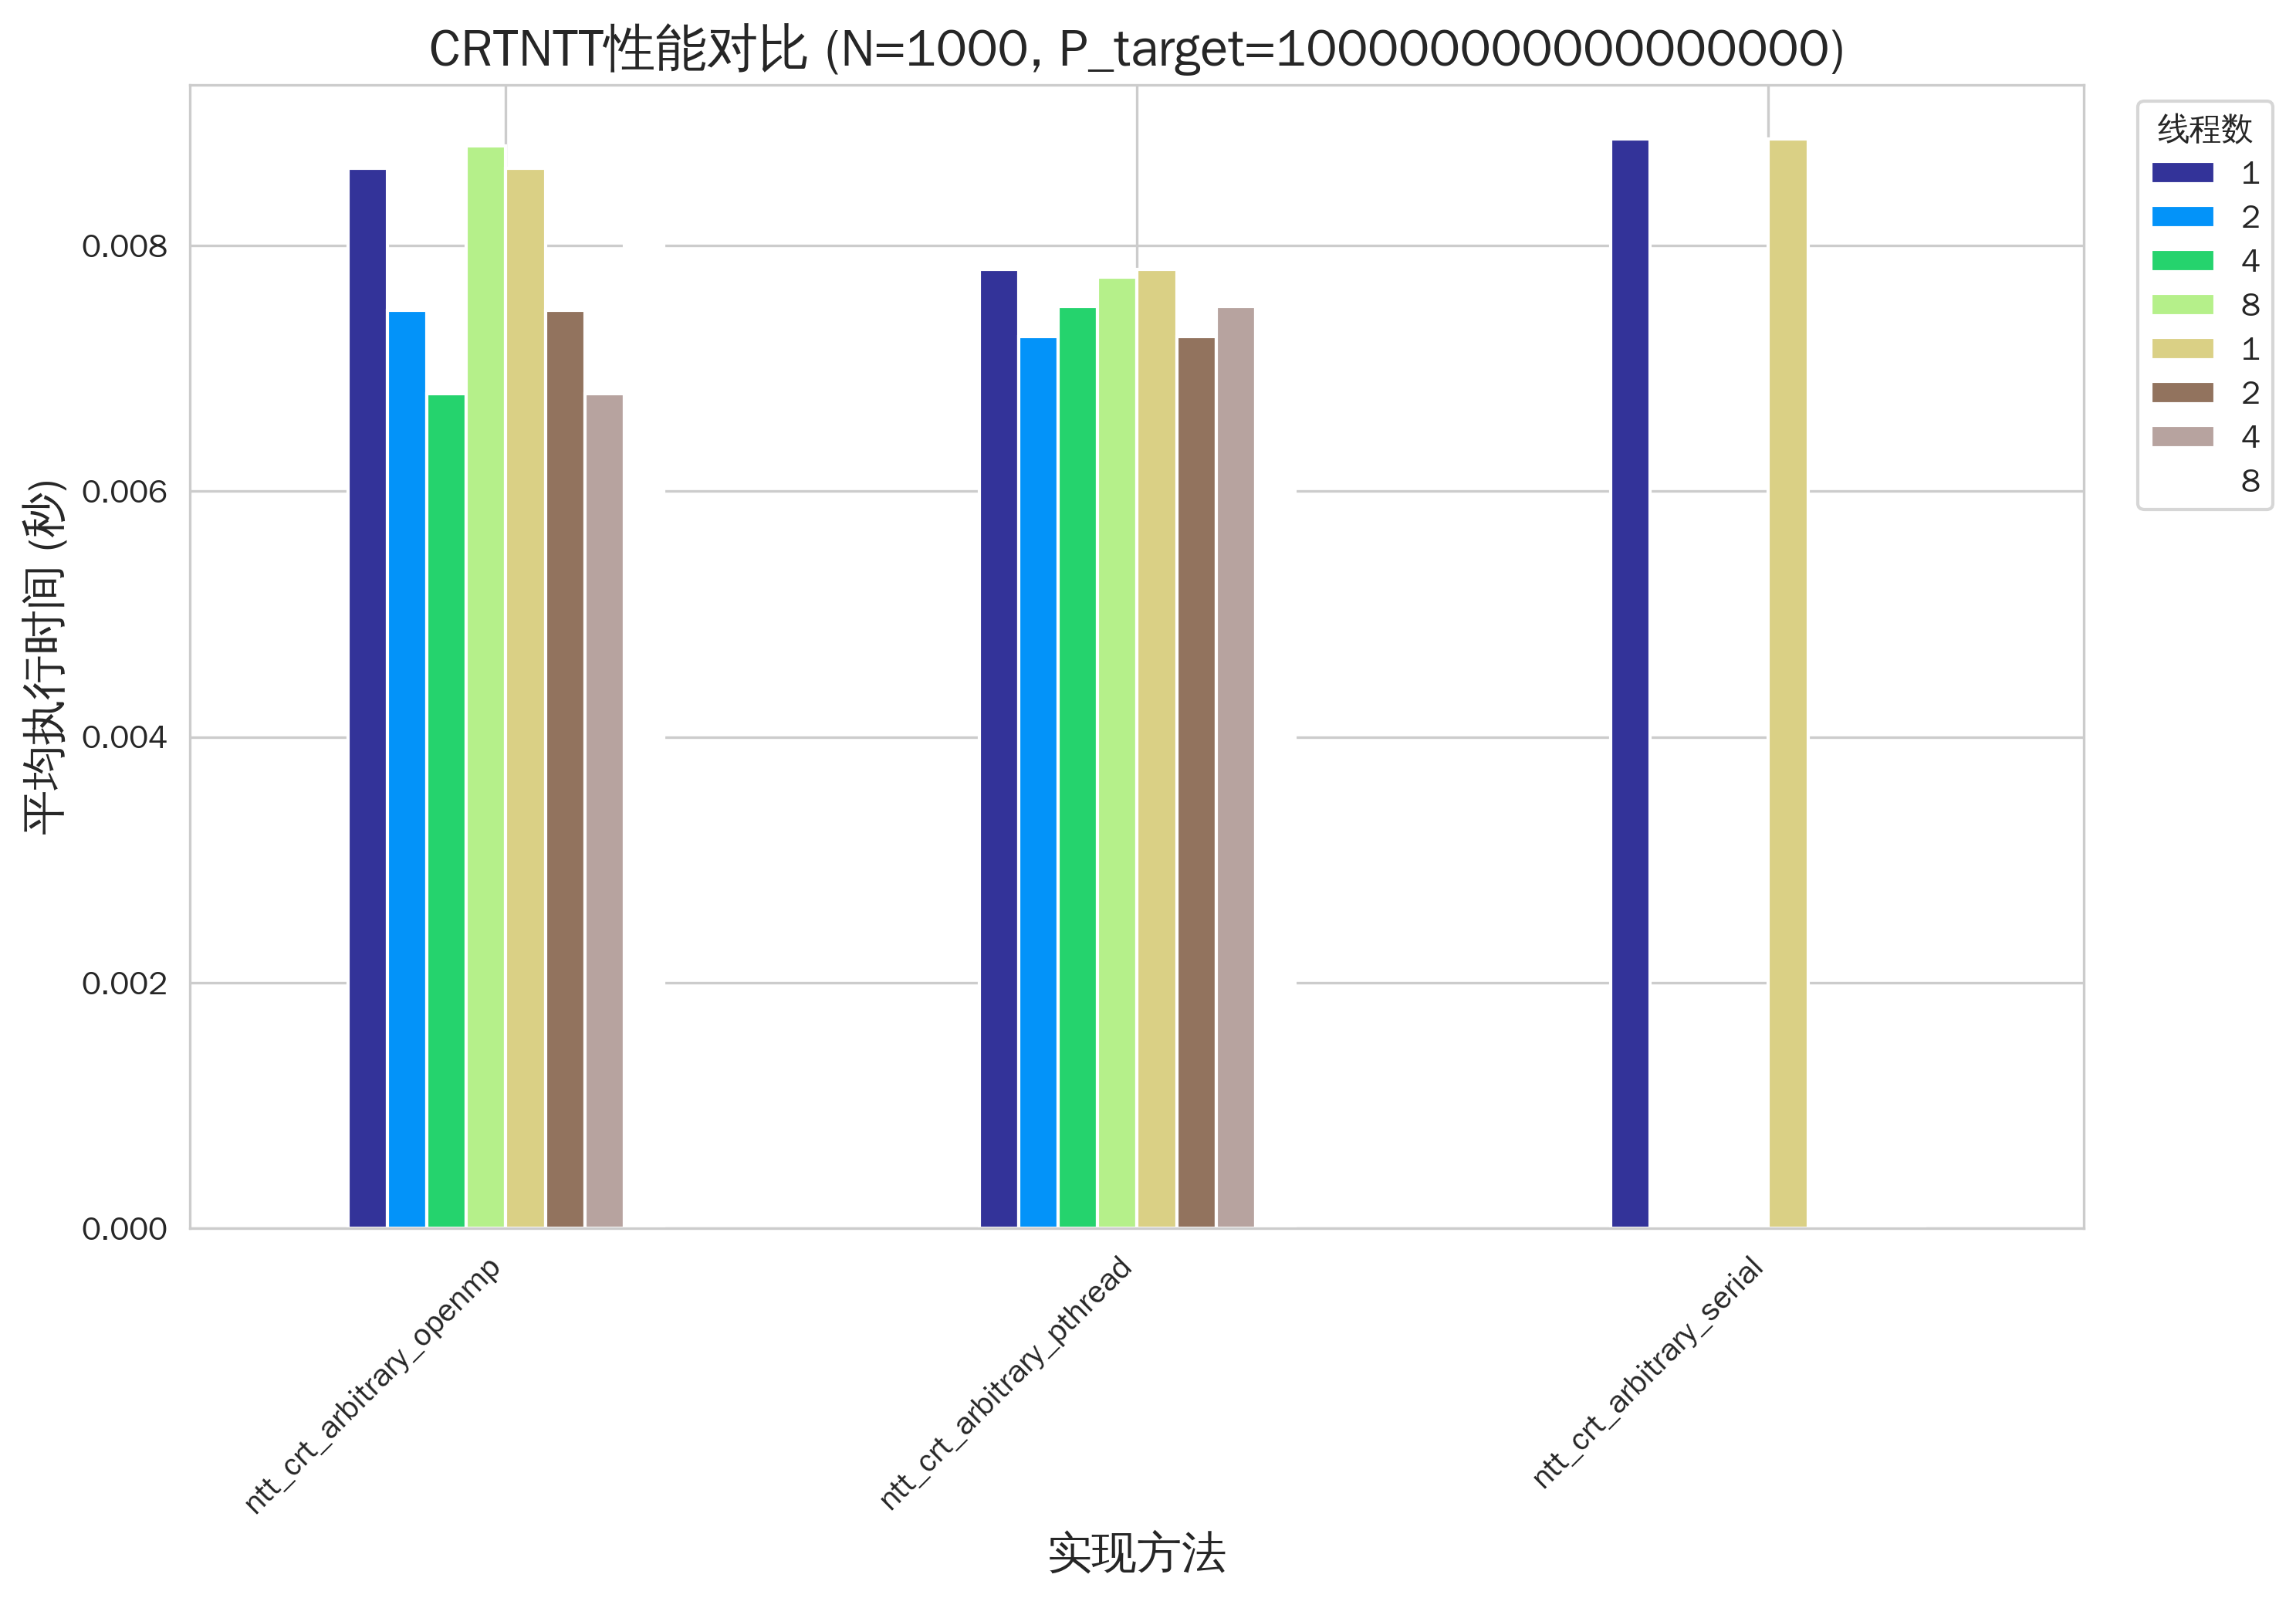 CRTNTT性能对比 (N=1000, P_target=1000000000000000000)
线程数
1
2
4
8
1
2
4
8
平均执行时间 (秒)
0.008
0.006
0.004
0.002
0.000
ntt_crt_arbitrary_openmp
ntt_crt_arbitrary_pthread
ntt_crt_arbitrary_serial
实现方法